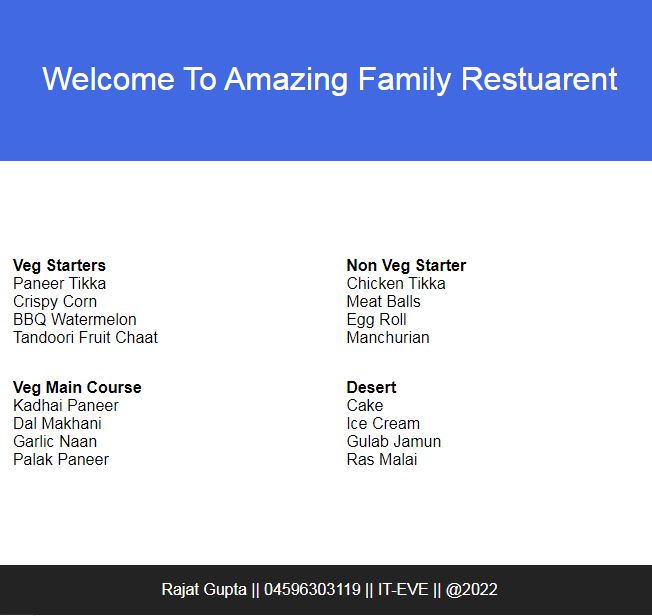 Welcome To Amazing Family Restuarent
Veg Starters
Paneer Tikka
Crispy Corn
BBQ Watermelon
Tandoori Fruit Chaat
Non Veg Starter
Chicken Tikka
Meat Balls
Egg Roll
Manchurian
Veg Main Course
Kadhai Paneer
Dal Makhani
Garlic Naan
Palak Paneer
Desert
Cake
Ice Cream
Gulab Jamun
Ras Malai
Rajat Gupta || 04596303119 || IT-EVE || @2022